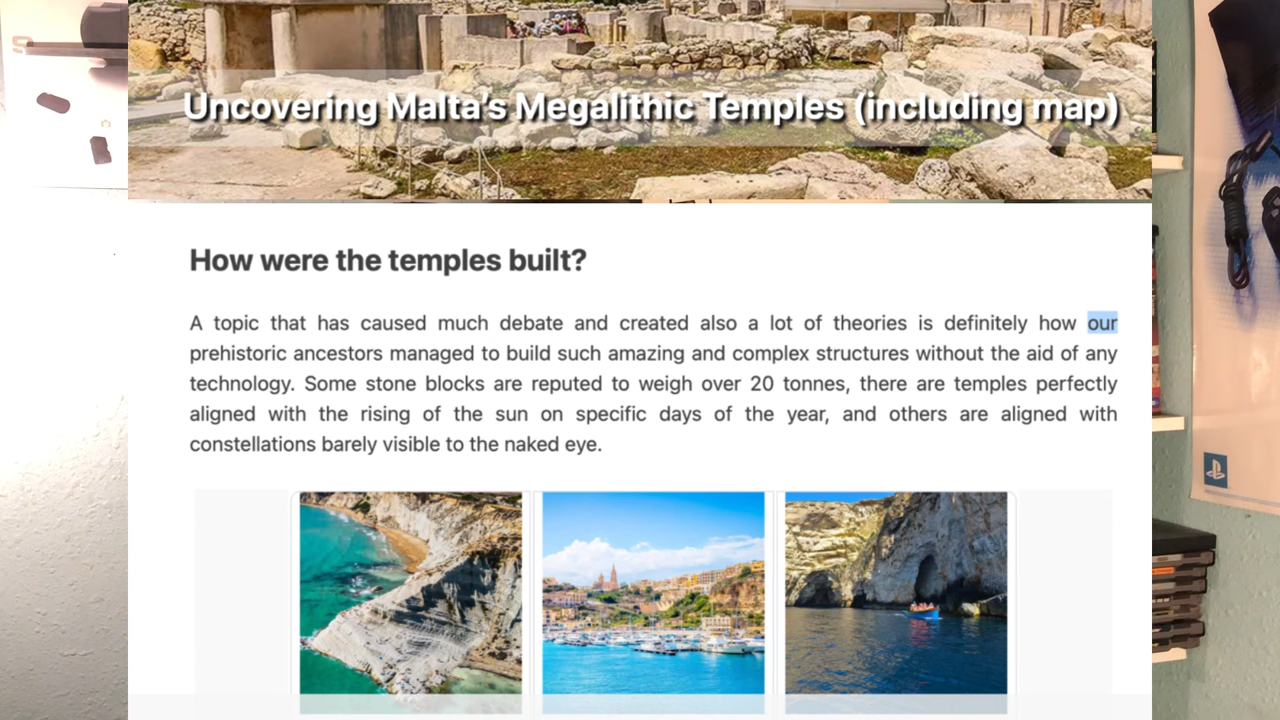 Uncovering Malta's Megalithic Temples (including map)
How were the temples built?
A topic that has caused much debate and created also a lot of theories is definitely how our
prehistoric ancestors managed to build such amazing and complex structures without the aid of any
technology. Some stone blocks are reputed to weigh over 20 tonnes, there are temples perfectly
aligned with the rising of the sun on specific days of the year, and others are aligned with
constellations barely visible to the naked eye.